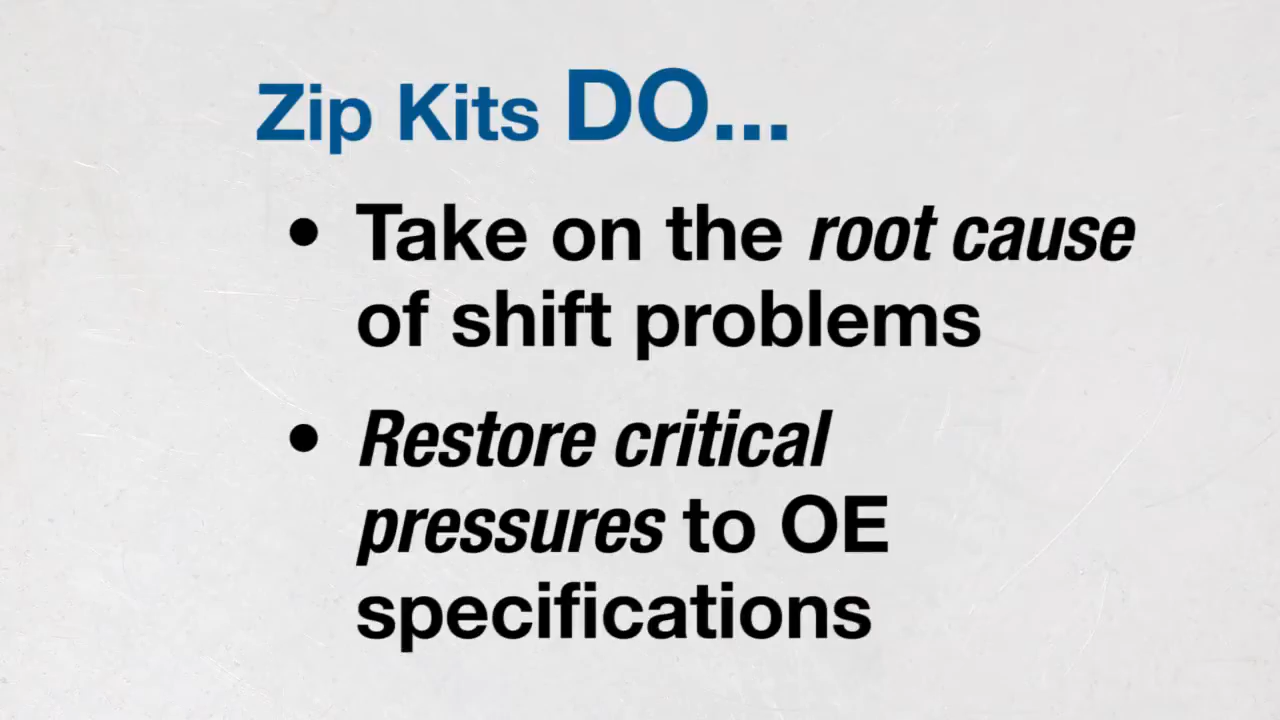 Zip Kits DO...
• Take on the root cause
of shift problems
• Restore critical
pressures to OE
specifications